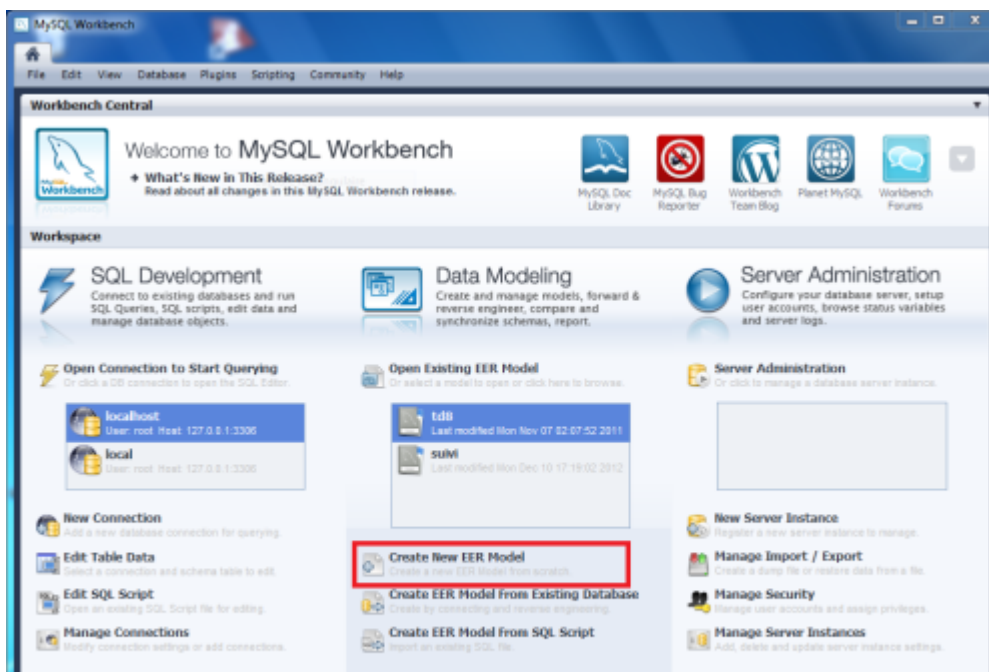 MySQL Workbench
File Edit View Database Plugins Scripting Community Help
Workbench Central
Welcome to MySQL Workbench
What's New in This Release?
Read about all changes in this MySQL Workbench release.
MySQL Workbench
MySQL Doc Library
MySQL Bug Reporter
Workbench Team Blog
Planet MySQL
Workbench Forums
Workspace
SQL Development
Connect to existing databases and run
SQL Queries, SQL scripts, edit data and
manage database objects.
Open Connection to Start Querying
Or click a DB connection to open the SQL Editor.
localhost
User: root Host: 127.0.0.1:3306
local
User: root Host: 127.0.0.1:3306
New Connection
Add a new database connection for querying.
Edit Table Data
Select a connection and schema table to edit.
Edit SQL Script
Open an existing SQL Script file for editing.
Manage Connections
Modify connection settings or add connections.
Data Modeling
Create and manage models, forward &
reverse engineer, compare and
synchronize schemas, report.
Open Existing EER Model
Or select a model to open or click here to browse.
td8
Last modified Mon Nov 07 02:07:52 2011
suivi
Last modified Mon Dec 10 17:19:02 2012
Create New EER Model
Create a new EER Model from scratch.
Create EER Model From Existing Database
Create by connecting and reverse engineering.
Create EER Model From SQL Script
Import an existing SQL file.
Server Administration
Configure your database server, setup
user accounts, browse status variables
and server logs.
Server Administration
Or click to manage a database server instance.
New Server Instance
Register a new server instance to manage.
Manage Import / Export
Create a dump file or restore data from a file.
Manage Security
Manage user accounts and assign privileges.
Manage Server Instances
Add, delete and update server instance settings.